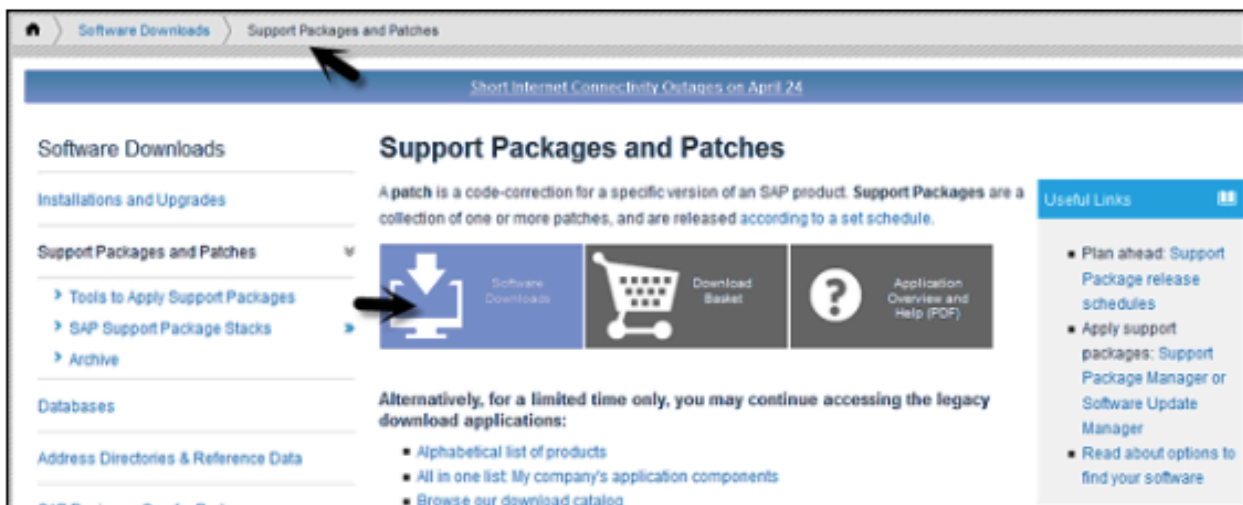 Software Downloads
Support Packages and Patches
Short Internet Connectivity Outages on April 24
Software Downloads
Installations and Upgrades
Support Packages and Patches
Tools to Apply Support Packages
SAP Support Package Stacks
Archive
Databases
Address Directories & Reference Data
Support Packages and Patches
A patch is a code-correction for a specific version of an SAP product. Support Packages are a
collection of one or more patches, and are released according to a set schedule.
Software
Downloads
Download
Basket
Application
Overview and
Help (PDF)
Alternatively, for a limited time only, you may continue accessing the legacy
download applications:
Alphabetical list of products
All in one list: My company's application components
Browse our download catalog
Useful Links
Plan ahead: Support
Package release
schedules
Apply support
packages: Support
Package Manager or
Software Update
Manager
Read about options to
find your software